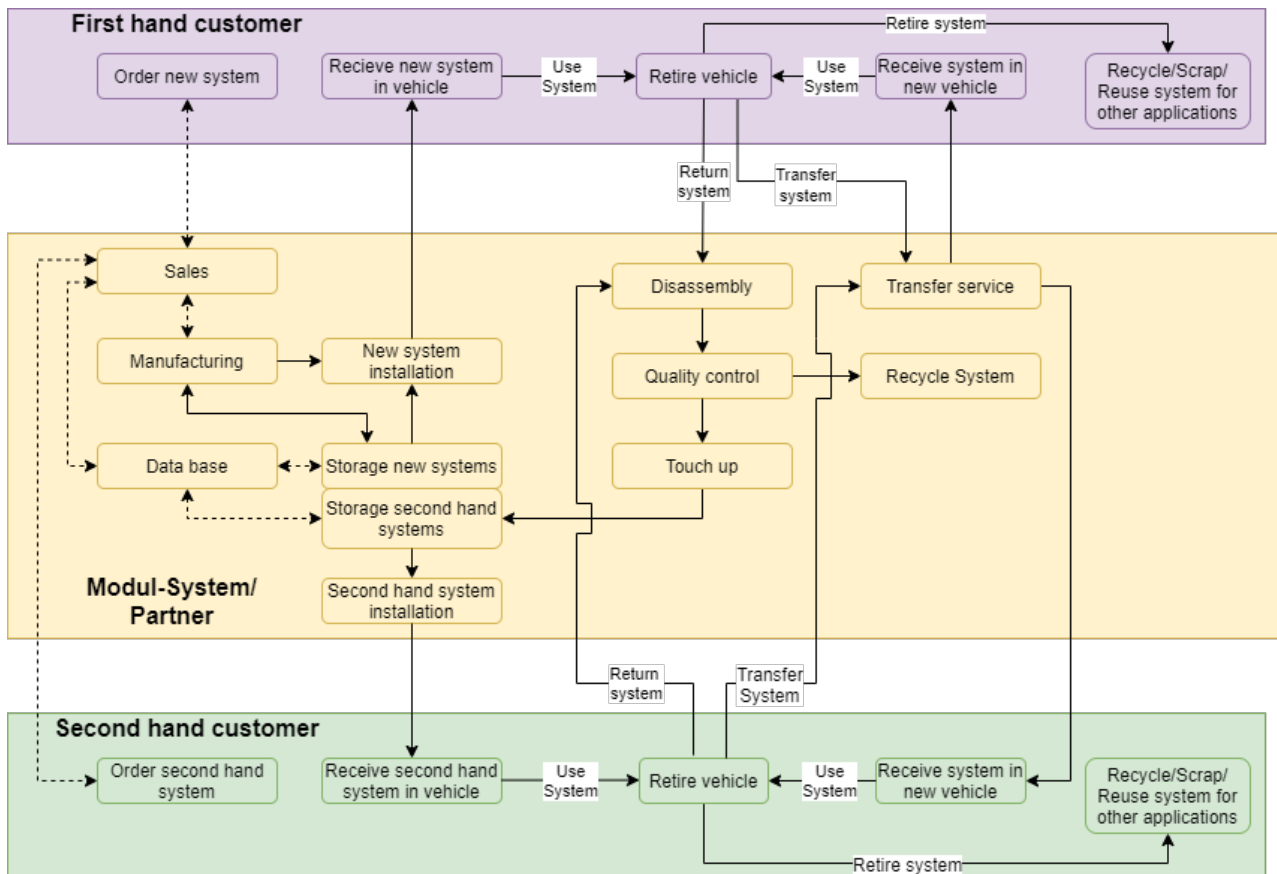 First hand customer
Retire system
Order new system
Recieve new system
in vehicle
Use
System
Retire vehicle
Use
System
Receive system in
new vehicle
Recycle/Scrap/
Reuse system for
other applications
Return
system
Transfer
system
Sales
Disassembly
Transfer service
Manufacturing
New system
installation
Quality control
Recycle System
Data base
Storage new systems
Touch up
Storage second hand
systems
Modul-System/
Partner
Second hand system
installation
Return
system
Transfer
System
Second hand customer
Order second hand
system
Receive second hand
system in vehicle
Use
System
Retire vehicle
Use
System
Receive system in
new vehicle
Recycle/Scrap/
Reuse system for
other applications
Retire system